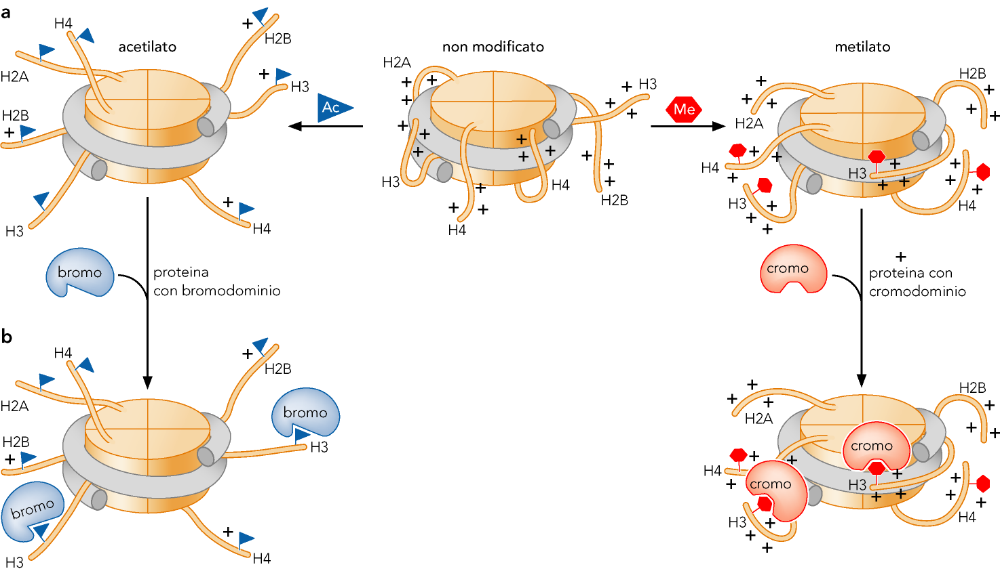 a
acetilato
non modificato
metilato
H4
+
H2B
H2A
+
H3
H2B
+
H3
+
H4
Ac
H2A
+
+
+
+
+
+
H3
+
+
+
+
H3
+
+
+
H4
+
+
+
H4
+
+
+
H2B
Me
+
+
+
H2A
H2B
+
+
+
+
+
H4
+
H3
+
+
+
H3
+
+
+
+
+
+
H4
bromo
proteina
con bromodominio
cromo
+
proteina con
cromodominio
b
H4
+
H2B
H2A
bromo
H3
H2B
+
bromo
H3
+
H4
+
+
+
H2A
H2B
+
+
+
cromo
H4
+
+
+
cromo
H3
+
+
+
H3
+
+
+
+
+
+
H4